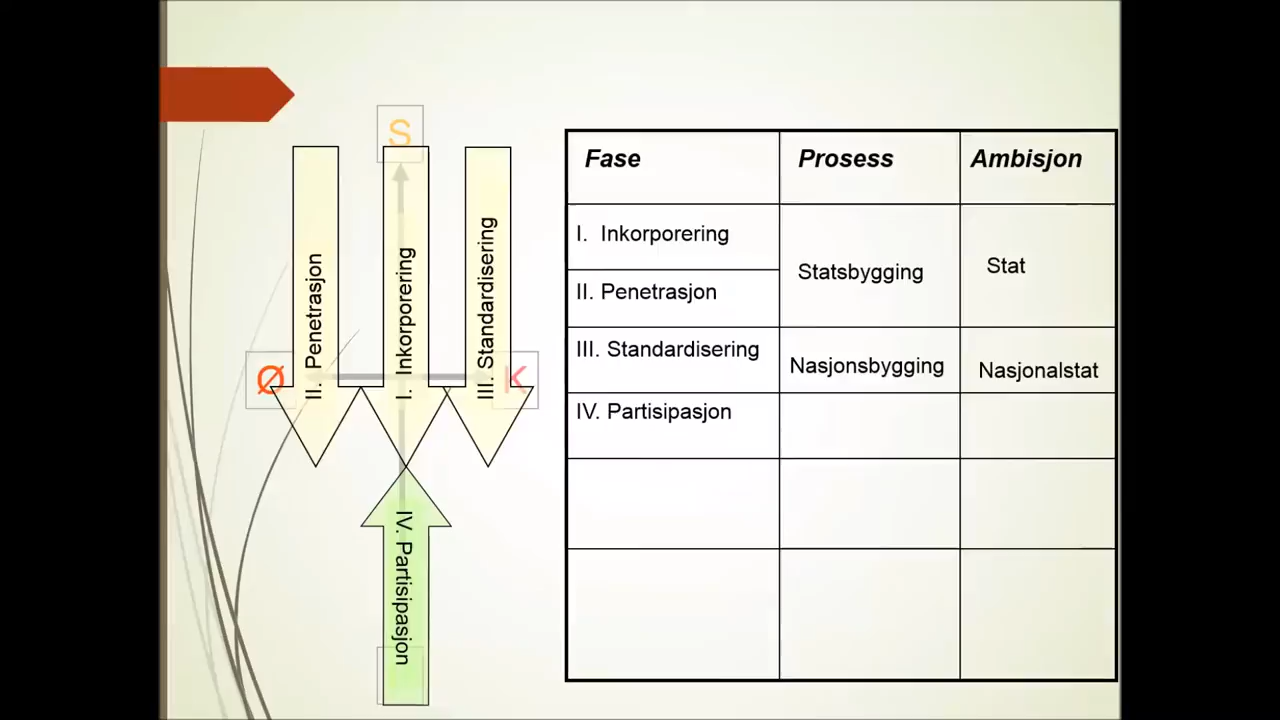 S
Ø
K
II. Penetrasjon
I. Inkorporering
III. Standardisering
IV. Partisipasjon
Fase
Prosess
Ambisjon
I. Inkorporering
II. Penetrasjon
Statsbygging
Stat
III. Standardisering
Nasjonsbygging
Nasjonalstat
IV. Partisipasjon